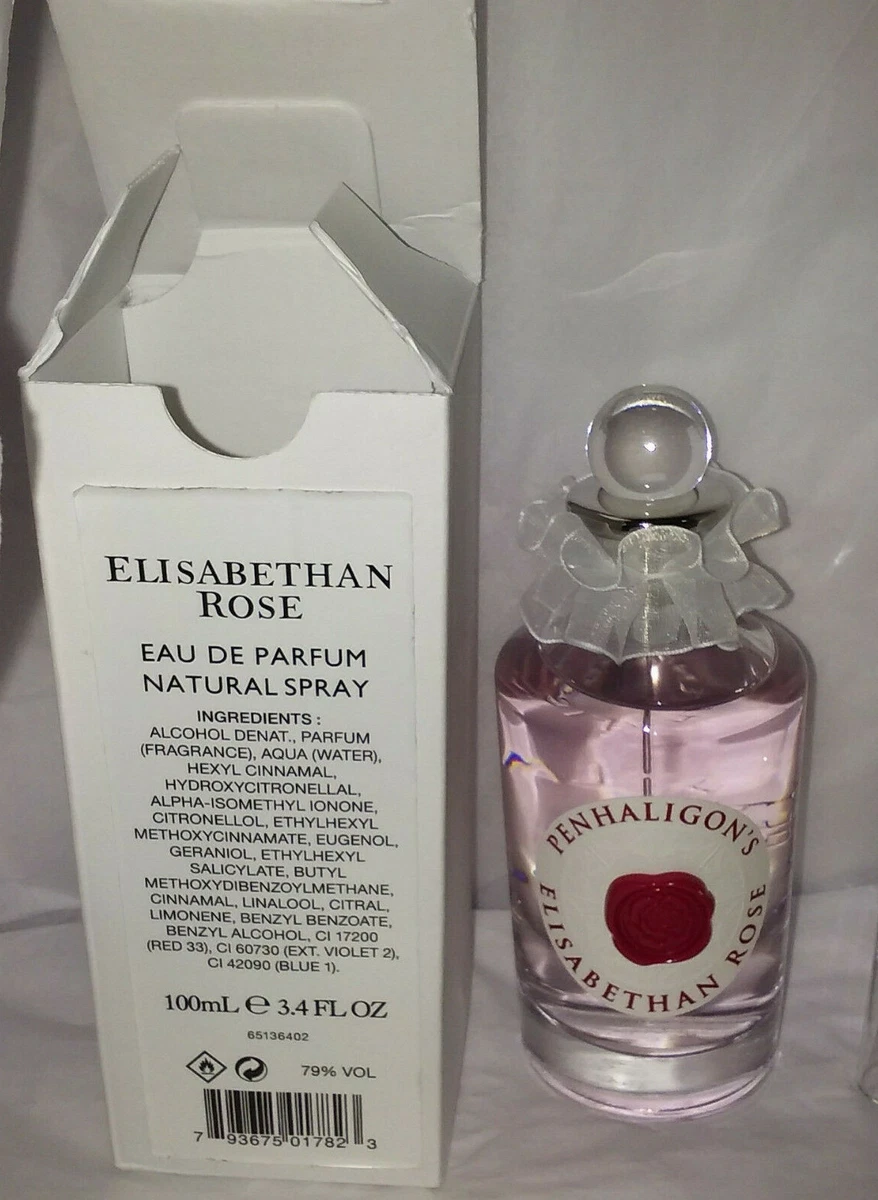 ELISABETHAN
ROSE
EAU DE PARFUM
NATURAL SPRAY
INGREDIENTS :
ALCOHOL DENAT., PARFUM
(FRAGRANCE), AQUA (WATER),
HEXYL CINNAMAL,
HYDROXYCITRONELLAL,
ALPHA-ISOMETHYL IONONE,
CITRONELLOL, ETHYLHEXYL
METHOXYCINNAMATE, EUGENOL,
GERANIOL, ETHYLHEXYL
SALICYLATE, BUTYL
METHOXYDIBENZOYLMETHANE,
CINNAMAL, LINALOOL, CITRAL,
LIMONENE, BENZYL BENZOATE,
BENZYL ALCOHOL, CI 17200
(RED 33), CI 60730 (EXT. VIOLET 2),
CI 42090 (BLUE 1).
100mL ℮ 3.4 FL OZ
65136402
79% VOL
7 93675 01782 3
PENHALIGON'S
ELISABETHAN ROSE